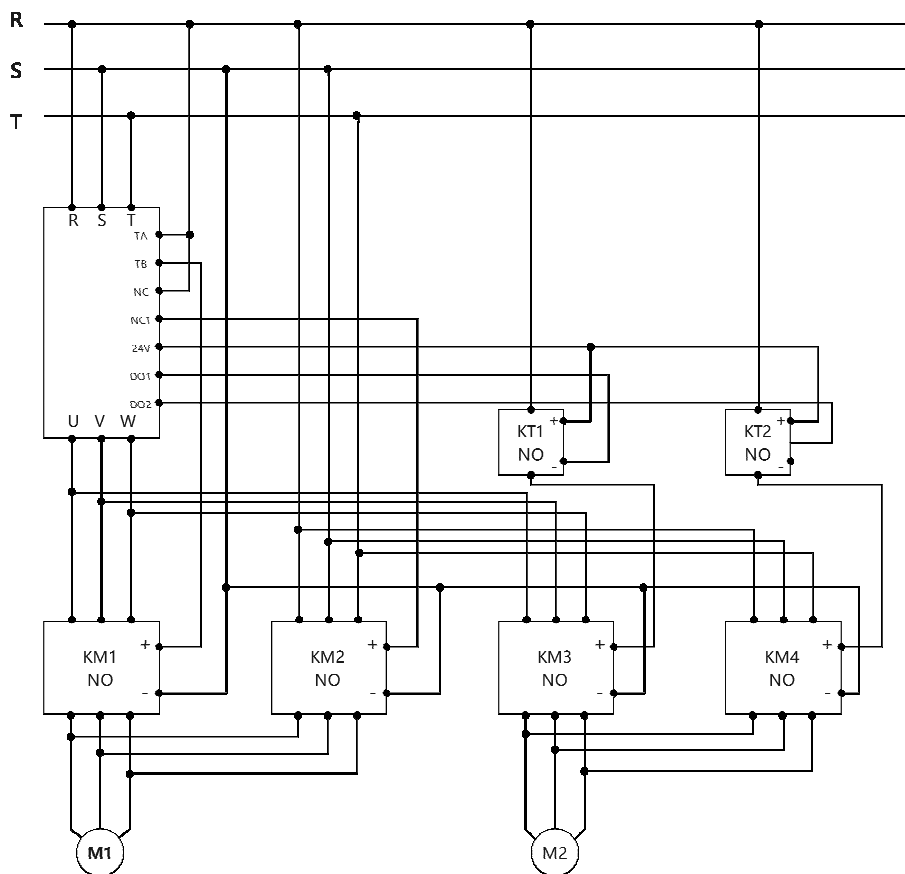 R
S
T
R S T
TA
TB
NC
NC1
24V
DO1
DO2
U V W
+
KT1
NO
-
+
KT2
NO
-
KM1
+
NO
-
KM2
+
NO
-
KM3
+
NO
-
KM4
+
NO
-
M1
M2